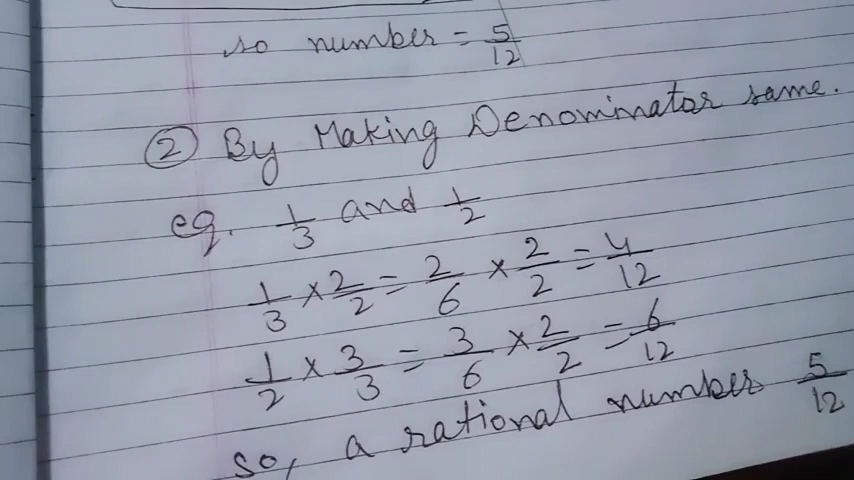 so number = 5/12
② By Making Denominator same.
eg. 1/3 and 1/2
1/3 × 2/2 = 2/6 × 2/2 = 4/12
1/2 × 3/3 = 3/6 × 2/2 = 6/12
so, a rational number 5/12